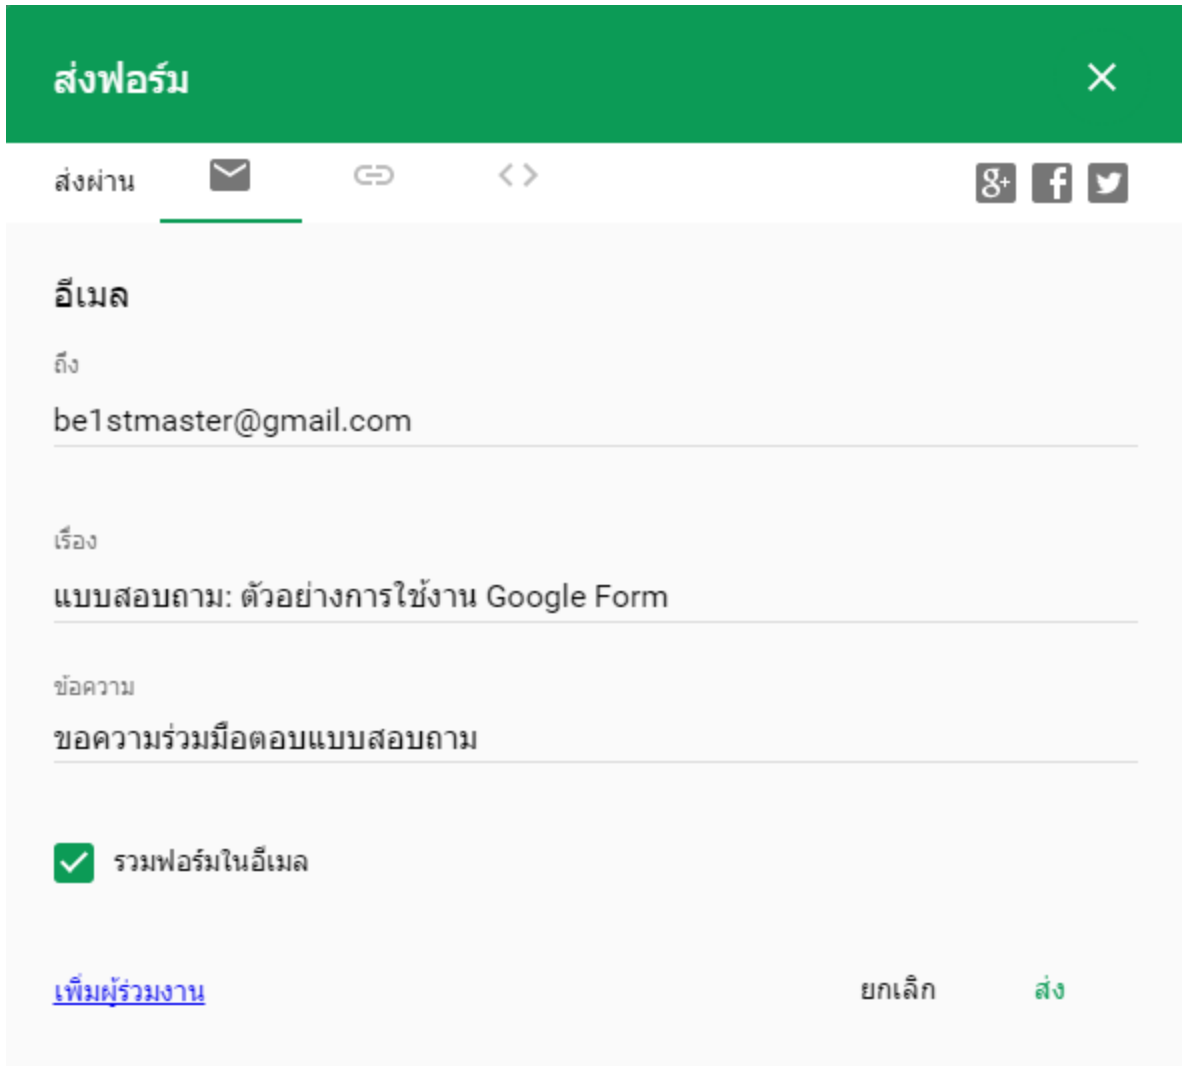 ส่งฟอร์ม
ส่งผ่าน
อีเมล
ถึง
be1stmaster@gmail.com
เรื่อง
แบบสอบถาม: ตัวอย่างการใช้งาน Google Form
ข้อความ
ขอความร่วมมือตอบแบบสอบถาม
รวมฟอร์มในอีเมล
เพิ่มผู้ร่วมงาน ยกเลิก ส่ง